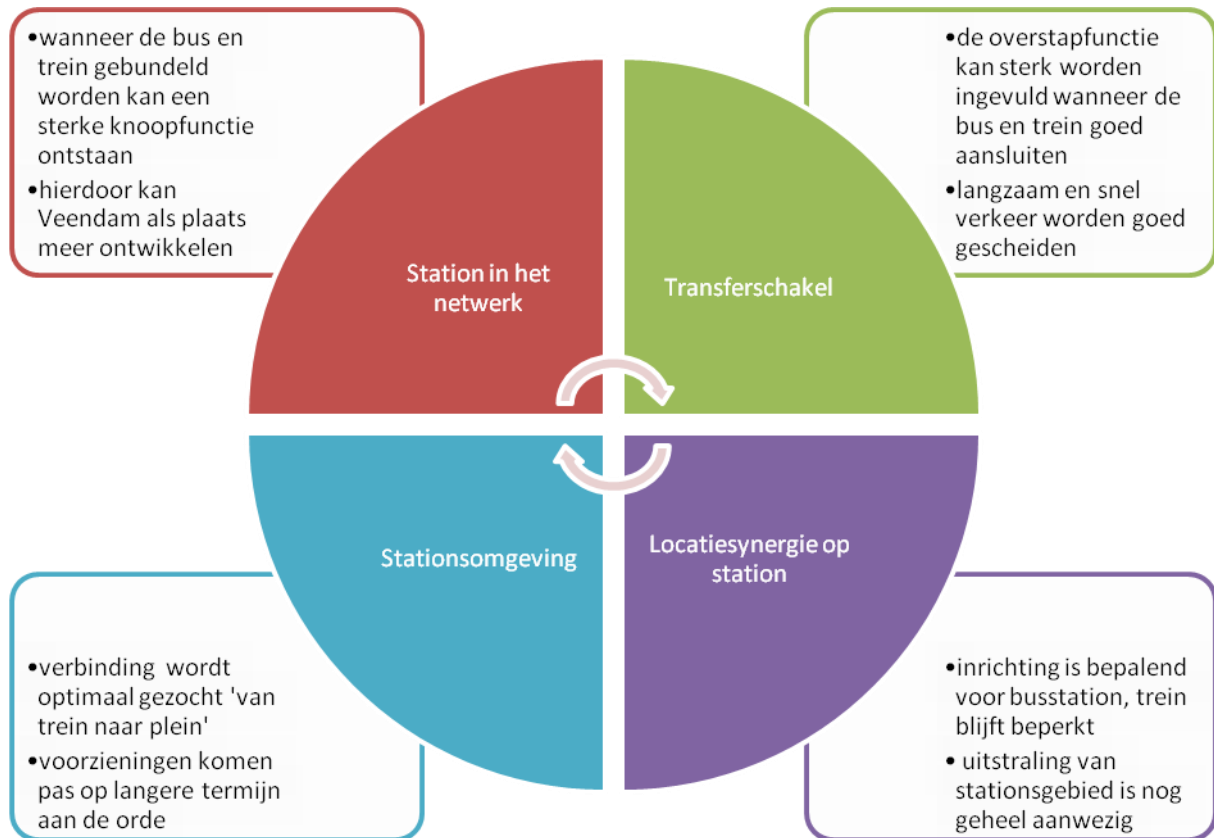 •wanneer de bus en
trein gebundeld
worden kan een
sterke knoopfunctie
ontstaan
•hierdoor kan
Veendam als plaats
meer ontwikkelen
•de overstapfunctie
kan sterk worden
ingevuld wanneer de
bus en trein goed
aansluiten
•langzaam en snel
verkeer worden goed
gescheiden
Station in het
netwerk
Transferschakel
Stationsomgeving
Locatiesynergie op
station
•verbinding wordt
optimaal gezocht 'van
trein naar plein'
•voorzieningen komen
pas op langere termijn
aan de orde
•inrichting is bepalend
voor busstation, trein
blijft beperkt
• uitstraling van
stationsgebied is nog
geheel aanwezig